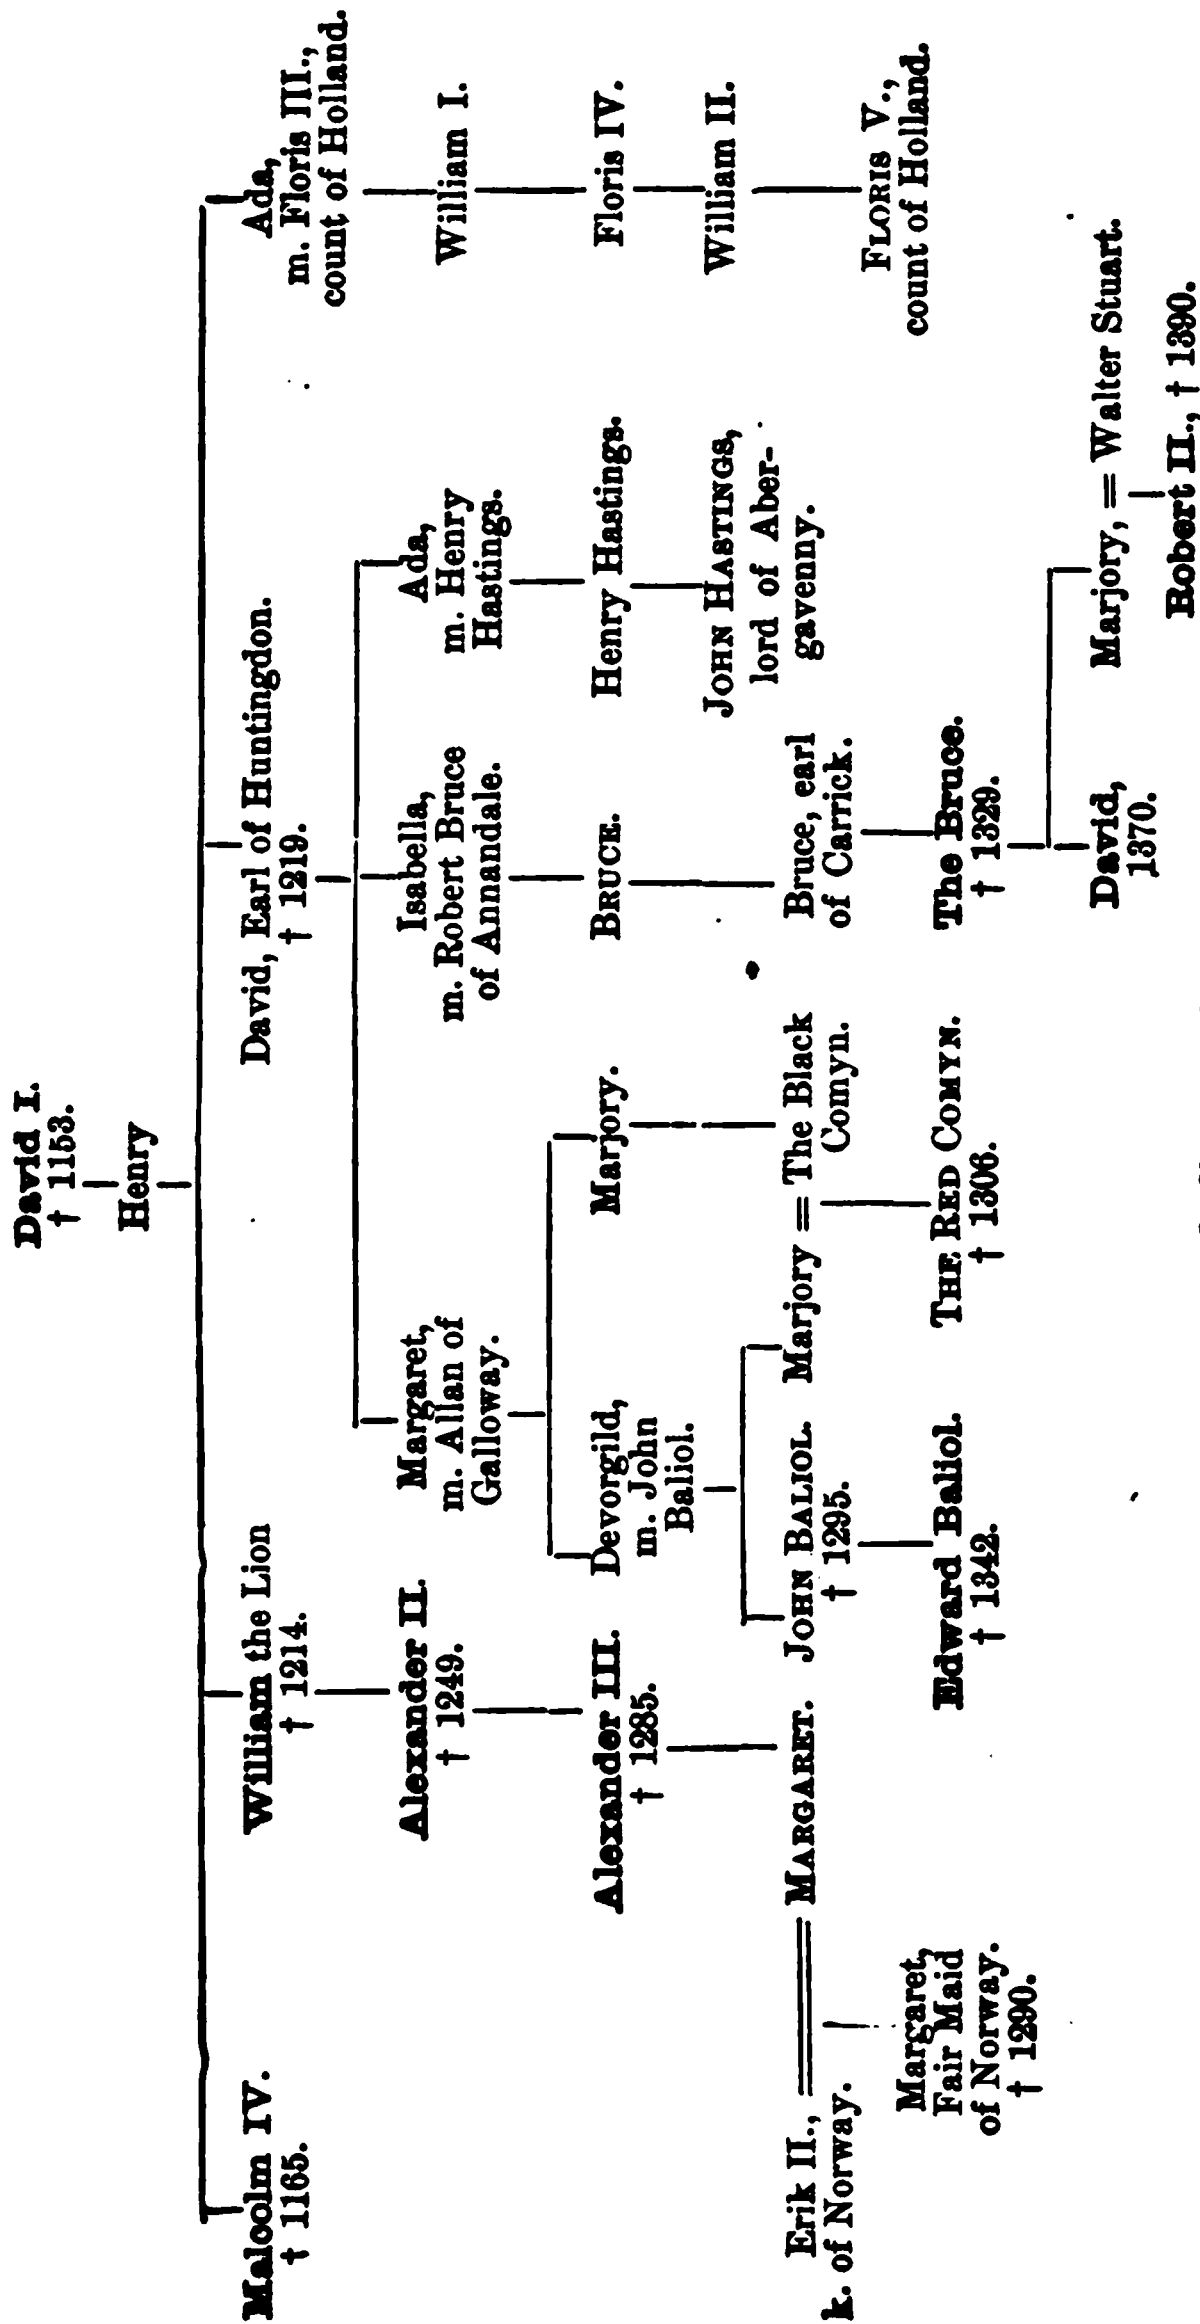 David I.
† 1153.
Henry
Malcolm IV.
† 1165.
William the Lion
† 1214.
David, Earl of Huntingdon.
† 1219.
Ada,
m. Floris III.,
count of Holland.
Alexander II.
† 1249.
Margaret,
m. Allan of
Galloway.
Isabella,
m. Robert Bruce
of Annandale.
Ada,
m. Henry
Hastings.
William I.
Alexander III.
† 1285.
Devorgild,
m. John
Baliol.
Marjory.
BRUCE.
Henry Hastings.
Floris IV.
JOHN HASTINGS,
lord of Aber-
gavenny.
William II.
Erik II., = MARGARET.
k. of Norway.
JOHN BALIOL.
† 1295.
Marjory = The Black
Comyn.
Bruce, earl
of Carrick.
FLORIS V.,
count of Holland.
Margaret,
Fair Maid
of Norway.
† 1290.
Edward Baliol.
† 1342.
THE RED COMYN.
† 1306.
The Bruce.
† 1329.
David,
1370.
Marjory, = Walter Stuart.
Robert II., † 1390.